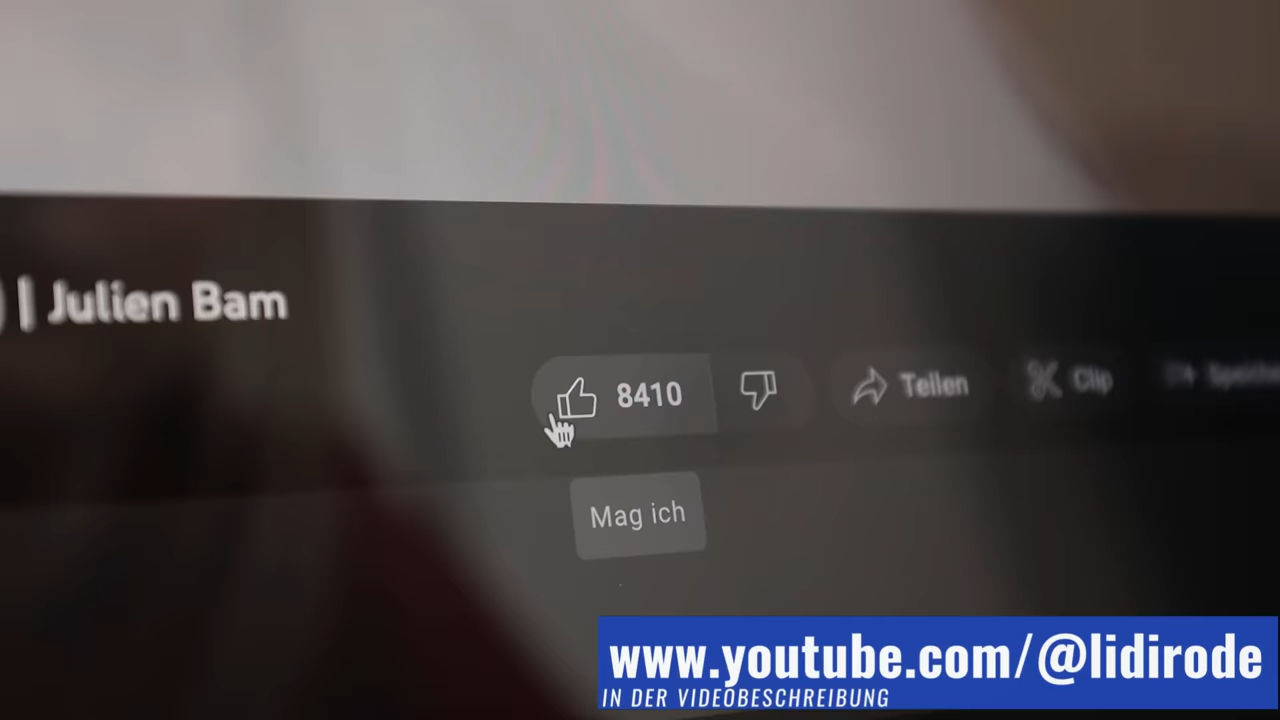 | Julien Bam
8410
Teilen
Clip
Mag ich
www.youtube.com/@lidirode
IN DER VIDEOBESCHREIBUNG